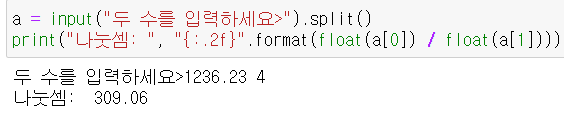 a = input("두 수를 입력하세요>").split()
print("나눗셈: ", "{:.2f}".format(float(a[0]) / float(a[1])))
두 수를 입력하세요>1236.23 4
나눗셈:  309.06